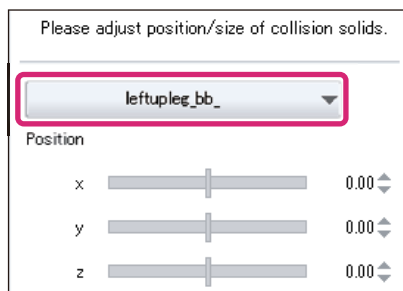 Please adjust position/size of collision solids.
leftupleg_bb_
Position
x 0.00
y 0.00
z 0.00